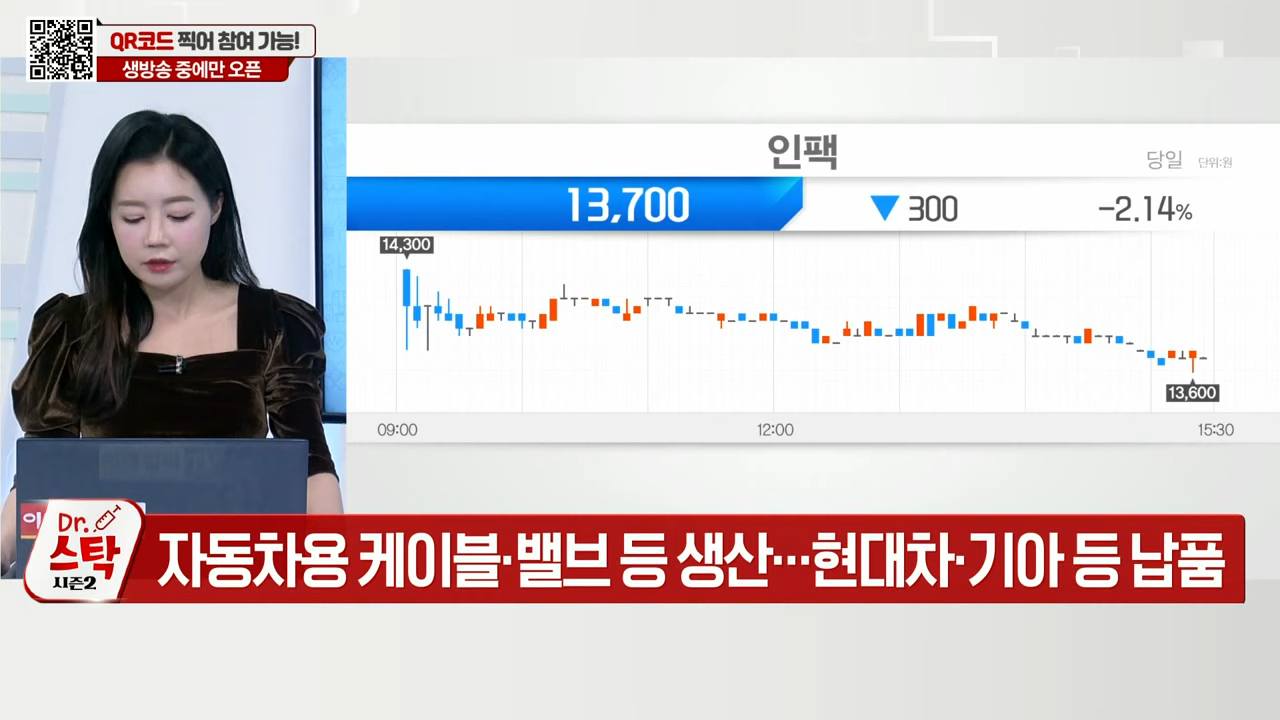 QR코드 찍어 참여 가능!
생방송 중에만 오픈
인팩
당일 단위:원
13,700 ▼ 300 -2.14%
14,300
13,600
09:00 12:00 15:30
Dr.
스탁
시즌2
자동차용 케이블·밸브 등 생산…현대차·기아 등 납품